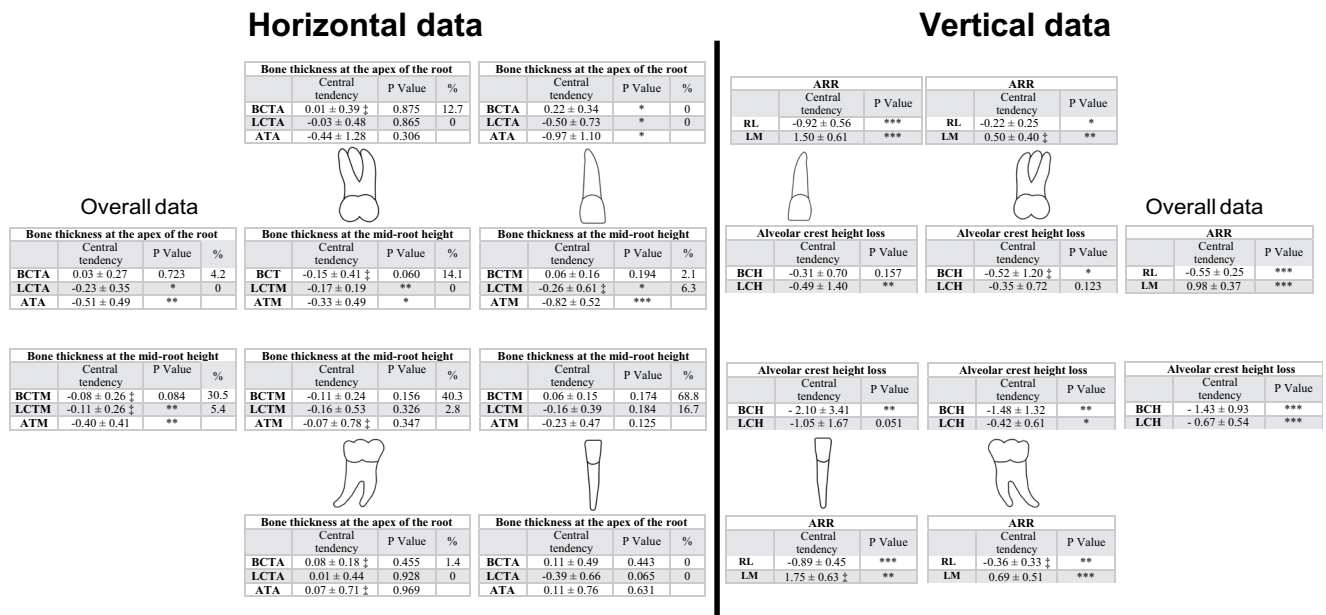 Horizontal data
Vertical data
Bone thickness at the apex of the root
Central tendency P Value %
BCTA 0.01 ± 0.39 ‡ 0.875 12.7
LCTA -0.03 ± 0.48 0.865 0
ATA -0.44 ± 1.28 0.306
Bone thickness at the apex of the root
Central tendency P Value %
BCTA 0.22 ± 0.34 * 0
LCTA -0.50 ± 0.73 * 0
ATA -0.97 ± 1.10 *
ARR
Central tendency P Value
RL -0.92 ± 0.56 ***
LM 1.50 ± 0.61 ***
ARR
Central tendency P Value
RL -0.22 ± 0.25 *
LM 0.50 ± 0.40 ‡ **
Overall data
Bone thickness at the apex of the root
Central tendency P Value %
BCTA 0.03 ± 0.27 0.723 4.2
LCTA -0.23 ± 0.35 * 0
ATA -0.51 ± 0.49 **
Bone thickness at the mid-root height
Central tendency P Value %
BCT -0.15 ± 0.41 ‡ 0.060 14.1
LCTM -0.17 ± 0.19 ** 0
ATM -0.33 ± 0.49 *
Bone thickness at the mid-root height
Central tendency P Value %
BCTM 0.06 ± 0.16 0.194 2.1
LCTM -0.26 ± 0.61 ‡ * 6.3
ATM -0.82 ± 0.52 ***
Alveolar crest height loss
Central tendency P Value
BCH -0.31 ± 0.70 0.157
LCH -0.49 ± 1.40 **
Alveolar crest height loss
Central tendency P Value
BCH -0.52 ± 1.20 ‡ *
LCH -0.35 ± 0.72 0.123
Overall data
ARR
Central tendency P Value
RL -0.55 ± 0.25 ***
LM 0.98 ± 0.37 ***
Bone thickness at the mid-root height
Central tendency P Value %
BCTM -0.08 ± 0.26 ‡ 0.084 30.5
LCTM -0.11 ± 0.26 ‡ ** 5.4
ATM -0.40 ± 0.41 **
Bone thickness at the mid-root height
Central tendency P Value %
BCTM -0.11 ± 0.24 0.156 40.3
LCTM -0.16 ± 0.53 0.326 2.8
ATM -0.07 ± 0.78 ‡ 0.347
Bone thickness at the mid-root height
Central tendency P Value %
BCTM 0.06 ± 0.15 0.174 68.8
LCTM -0.16 ± 0.39 0.184 16.7
ATM -0.23 ± 0.47 0.125
Alveolar crest height loss
Central tendency P Value
BCH - 2.10 ± 3.41 **
LCH -1.05 ± 1.67 0.051
Alveolar crest height loss
Central tendency P Value
BCH -1.48 ± 1.32 **
LCH -0.42 ± 0.61 *
Alveolar crest height loss
Central tendency P Value
BCH - 1.43 ± 0.93 ***
LCH - 0.67 ± 0.54 ***
Bone thickness at the apex of the root
Central tendency P Value %
BCTA 0.08 ± 0.18 ‡ 0.455 1.4
LCTA 0.01 ± 0.44 0.928 0
ATA 0.07 ± 0.71 ‡ 0.969
Bone thickness at the apex of the root
Central tendency P Value %
BCTA 0.11 ± 0.49 0.443 0
LCTA -0.39 ± 0.66 0.065 0
ATA 0.11 ± 0.76 0.631
ARR
Central tendency P Value
RL -0.89 ± 0.45 ***
LM 1.75 ± 0.63 ‡ **
ARR
Central tendency P Value
RL -0.36 ± 0.33 ‡ **
LM 0.69 ± 0.51 ***